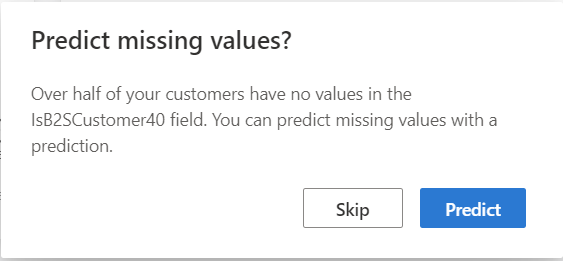 Predict missing values?
Over half of your customers have no values in the
IsB2SCustomer40 field. You can predict missing values with a
prediction.
Skip
Predict